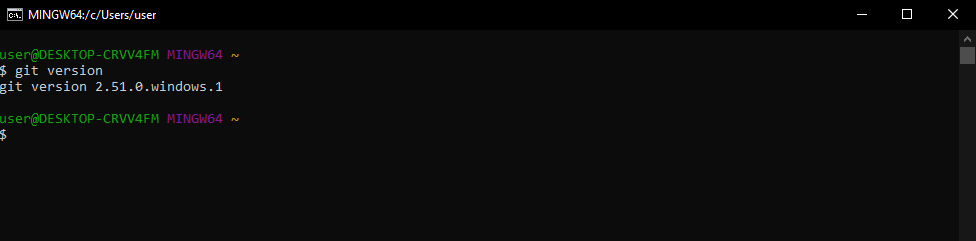 MINGW64:/c/Users/user
user@DESKTOP-CRVV4FM MINGW64 ~
$ git version
git version 2.51.0.windows.1
user@DESKTOP-CRVV4FM MINGW64 ~
$